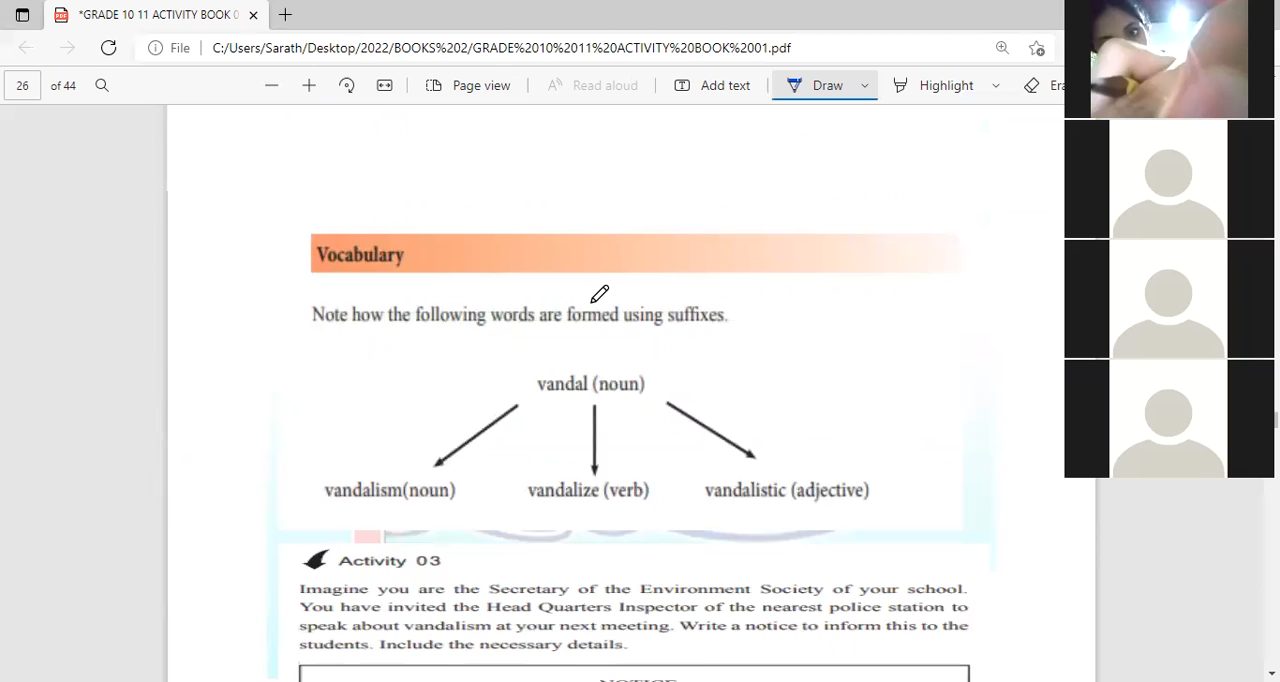 *GRADE 10 11 ACTIVITY BOOK 0
File C:/Users/Sarath/Desktop/2022/BOOKS%202/GRADE%2010%2011%20ACTIVITY%20BOOK%2001.pdf
26 of 44 Page view Read aloud Add text Draw Highlight Era
Vocabulary
Note how the following words are formed using suffixes.
vandal (noun)
vandalism(noun) vandalize (verb) vandalistic (adjective)
Activity 03
Imagine you are the Secretary of the Environment Society of your school.
You have invited the Head Quarters Inspector of the nearest police station to
speak about vandalism at your next meeting. Write a notice to inform this to the
students. Include the necessary details.
NOTICE